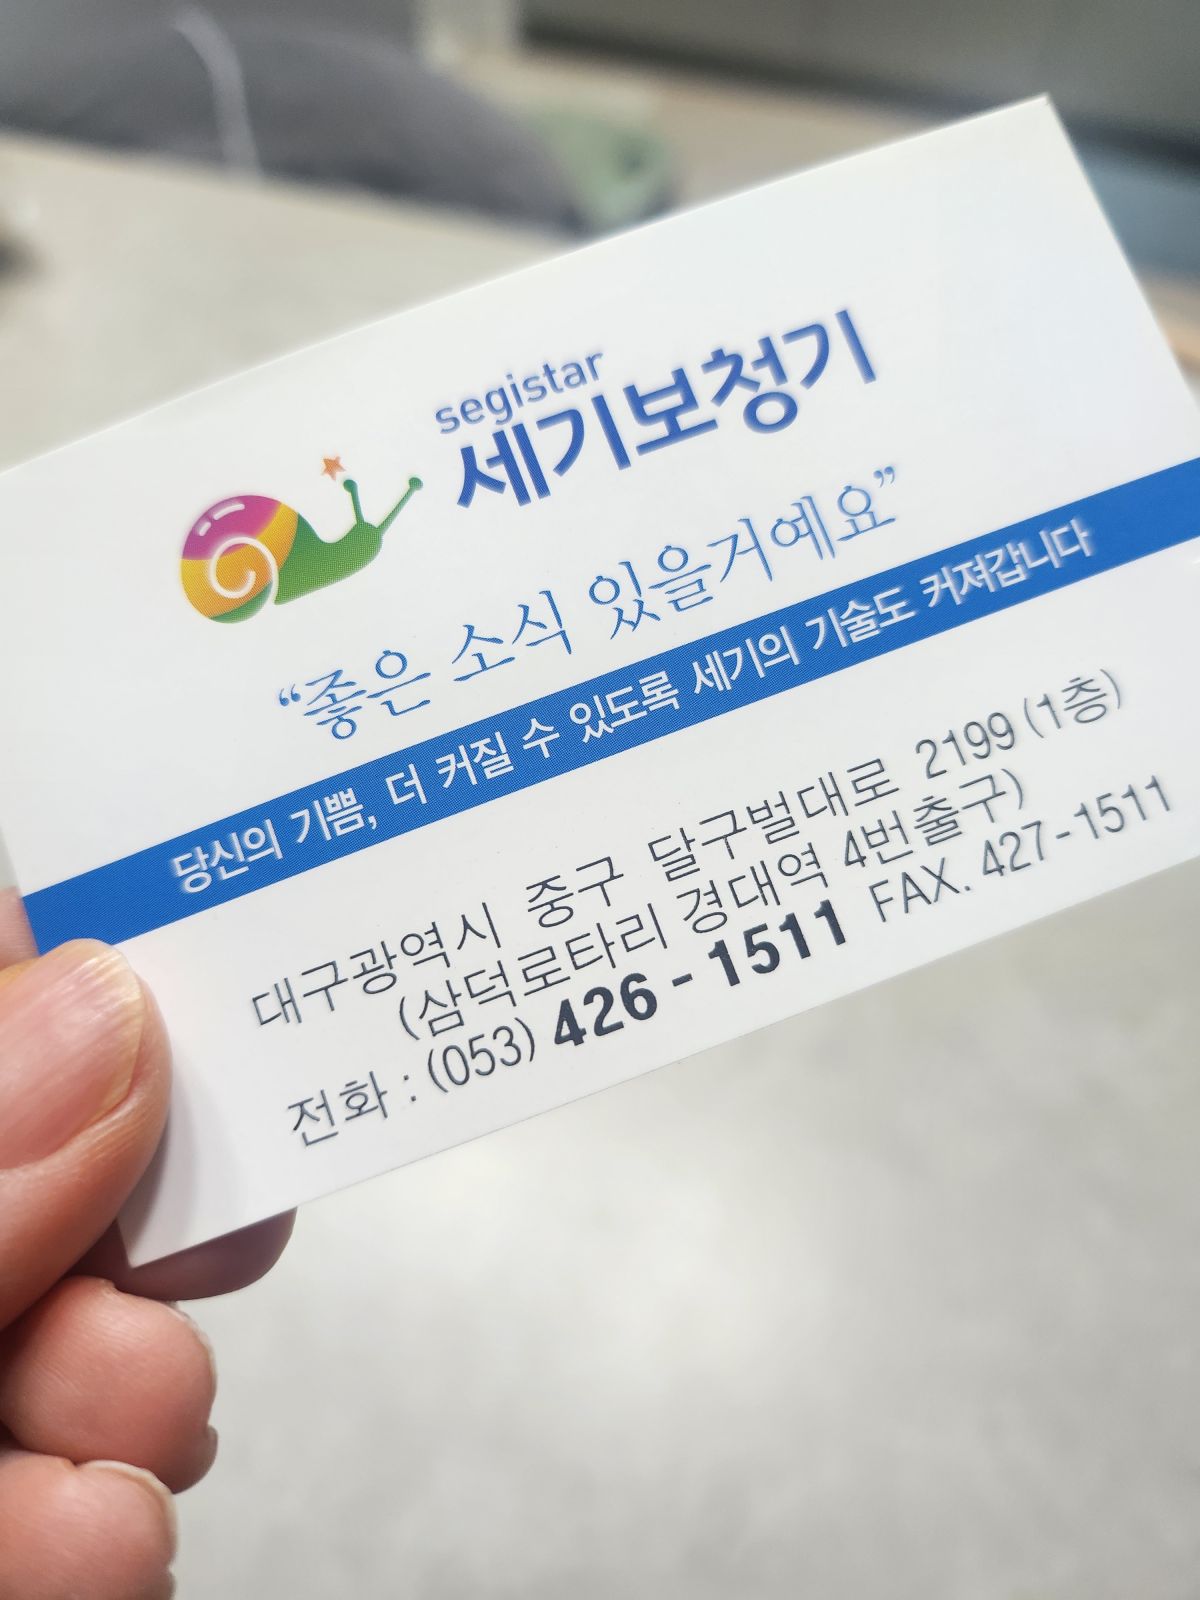 segistar
세기보청기
“좋은 소식 있을거예요”
당신의 기쁨, 더 커질 수 있도록 세기의 기술도 커져갑니다
대구광역시 중구 달구벌대로 2199 (1층)
(삼덕로타리 경대역 4번출구)
전화 : (053) 426 - 1511 FAX. 427-1511